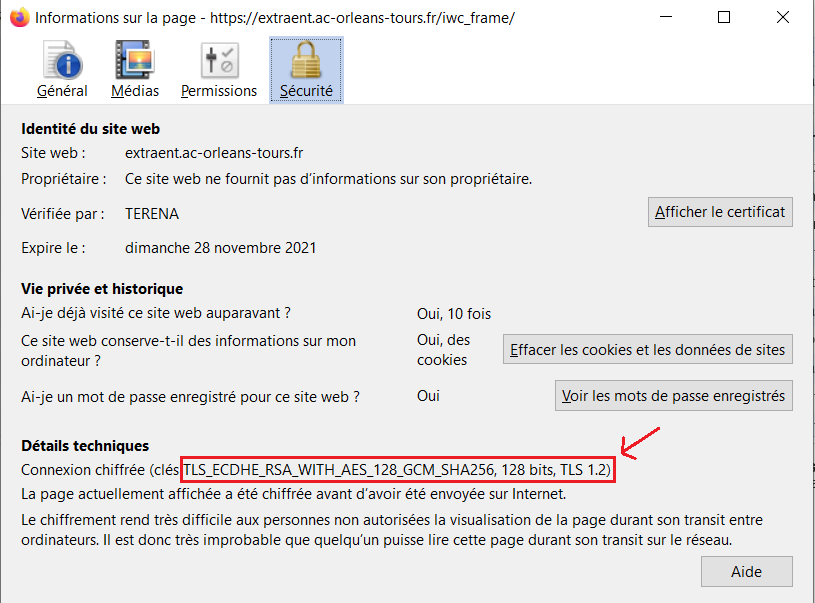 Informations sur la page - https://extraent.ac-orleans-tours.fr/iwc_frame/
Général Médias Permissions Sécurité
Identité du site web
Site web : extraent.ac-orleans-tours.fr
Propriétaire : Ce site web ne fournit pas d’informations sur son propriétaire.
Vérifiée par : TERENA Afficher le certificat
Expire le : dimanche 28 novembre 2021
Vie privée et historique
Ai-je déjà visité ce site web auparavant ? Oui, 10 fois
Ce site web conserve-t-il des informations sur mon
ordinateur ?
Oui, des
cookies
Effacer les cookies et les données de sites
Ai-je un mot de passe enregistré pour ce site web ? Oui Voir les mots de passe enregistrés
Détails techniques
Connexion chiffrée (clés TLS_ECDHE_RSA_WITH_AES_128_GCM_SHA256, 128 bits, TLS 1.2)
La page actuellement affichée a été chiffrée avant d’avoir été envoyée sur Internet.
Le chiffrement rend très difficile aux personnes non autorisées la visualisation de la page durant son transit entre
ordinateurs. Il est donc très improbable que quelqu’un puisse lire cette page durant son transit sur le réseau.
Aide